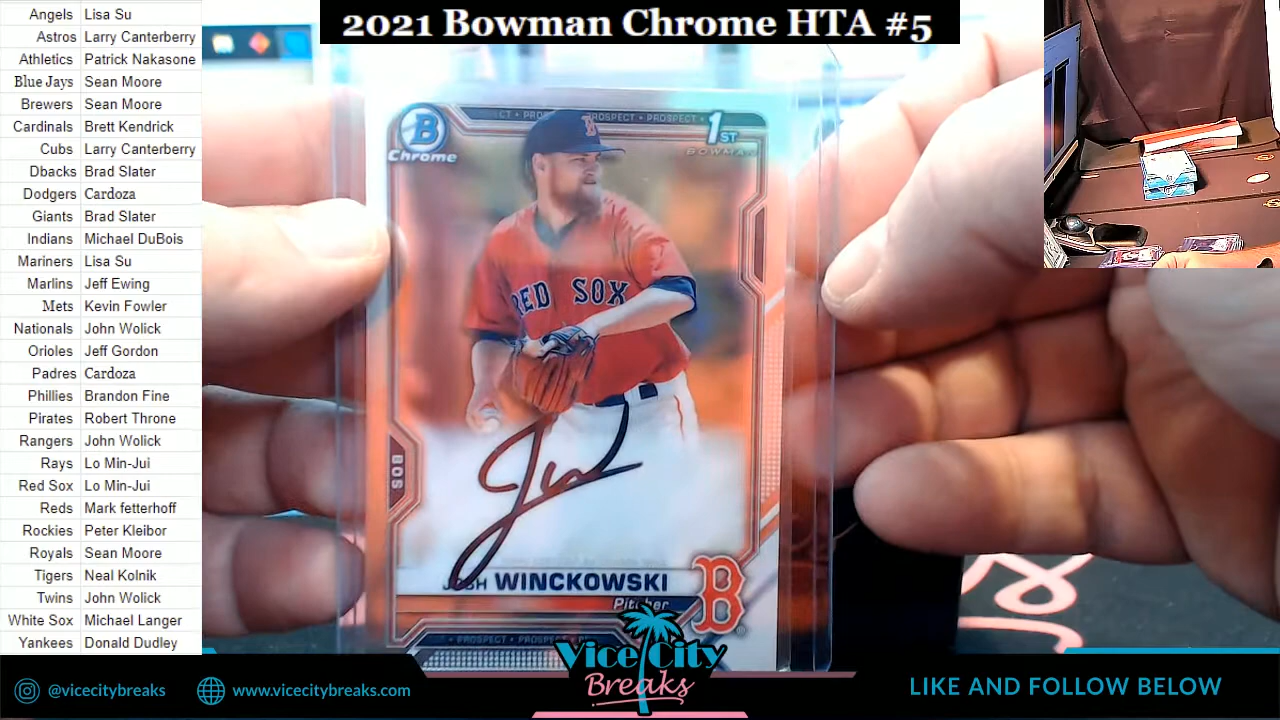 2021 Bowman Chrome HTA #5
Angels Lisa Su
Astros Larry Canterberry
Athletics Patrick Nakasone
Blue Jays Sean Moore
Brewers Sean Moore
Cardinals Brett Kendrick
Cubs Larry Canterberry
Dbacks Brad Slater
Dodgers Cardoza
Giants Brad Slater
Indians Michael DuBois
Mariners Lisa Su
Marlins Jeff Ewing
Mets Kevin Fowler
Nationals John Wolick
Orioles Jeff Gordon
Padres Cardoza
Phillies Brandon Fine
Pirates Robert Throne
Rangers John Wolick
Rays Lo Min-Jui
Red Sox Lo Min-Jui
Reds Mark fetterhoff
Rockies Peter Kleibor
Royals Sean Moore
Tigers Neal Kolnik
Twins John Wolick
White Sox Michael Langer
Yankees Donald Dudley
B
Chrome
PROSPECT • PROSPECT
1ST
BOWMAN
B
RED SOX
BOS
JOSH WINCKOWSKI
Pitcher
B
• PROSPECT • PROSPECT
Vice City
Breaks
@vicecitybreaks
www.vicecitybreaks.com
LIKE AND FOLLOW BELOW